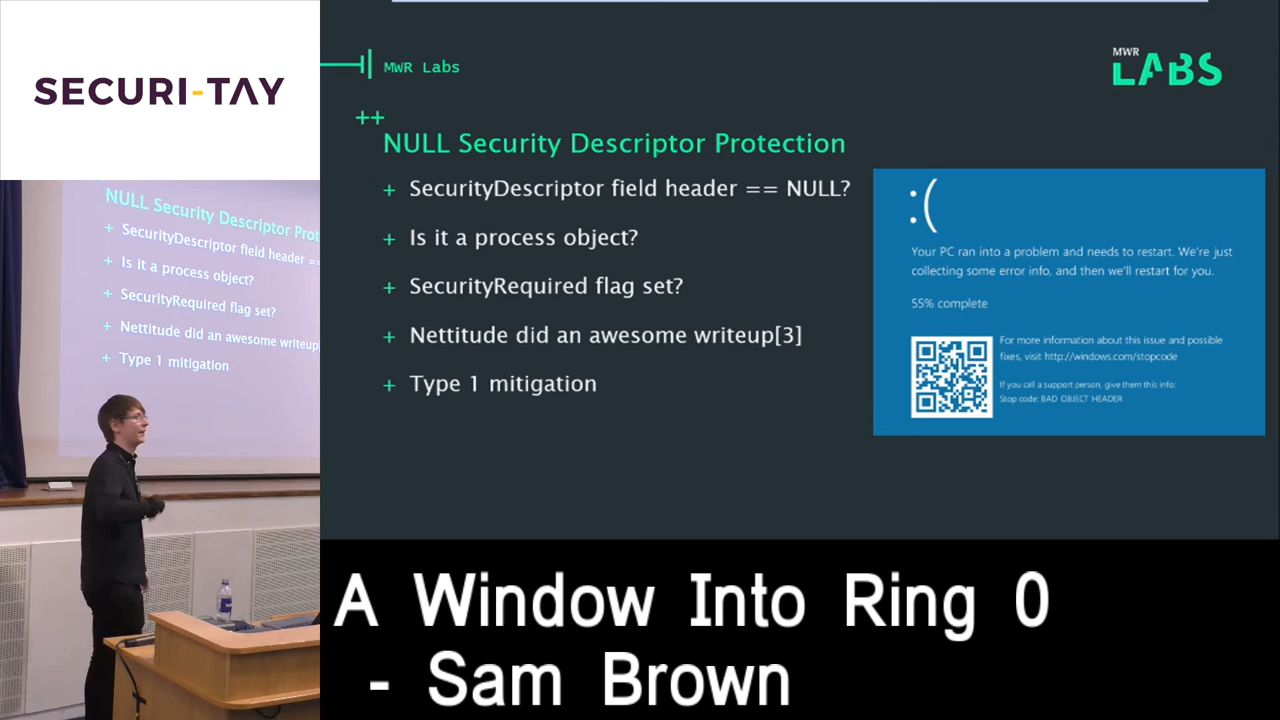 SECURI-TAY
MWR Labs
MWR
LABS
++
NULL Security Descriptor Protection
+ SecurityDescriptor field header == NULL?
+ Is it a process object?
+ SecurityRequired flag set?
+ Nettitude did an awesome writeup[3]
+ Type 1 mitigation
:(
Your PC ran into a problem and needs to restart. We're just
collecting some error info, and then we'll restart for you.
55% complete
For more information about this issue and possible
fixes, visit http://windows.com/stopcode
If you call a support person, give them this info:
Stop code: BAD OBJECT HEADER
NULL Security Descriptor Prot
+ SecurityDescriptor field header ==
+ Is it a process object?
+ SecurityRequired flag set?
+ Nettitude did an awesome writeup
+ Type 1 mitigation
A Window Into Ring 0
- Sam Brown